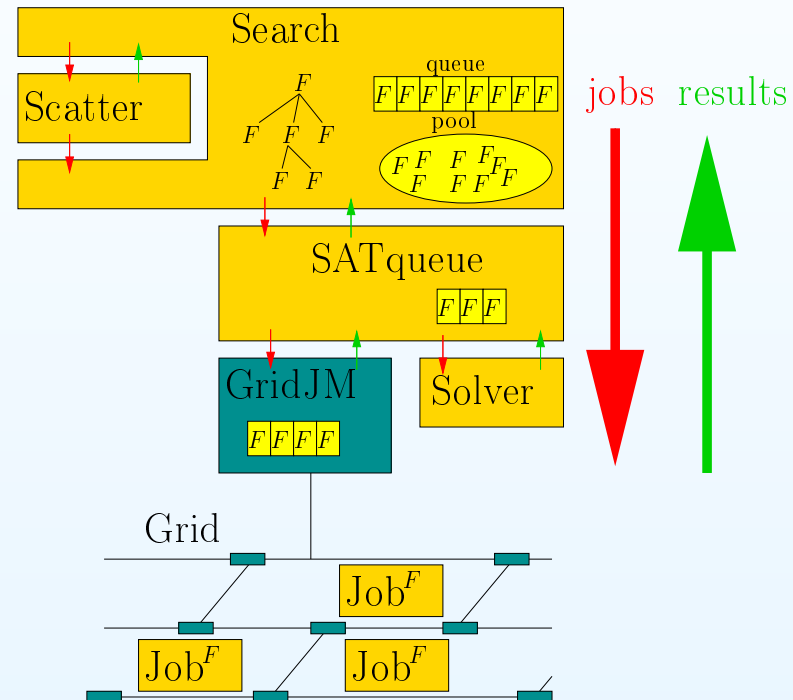 Search
queue
F F F F F F F F
pool
F F F F F F F F F
Scatter
F
F F F
F F
jobs results
SATqueue
F F F
GridJM
F F F F
Solver
Grid
Job^F
Job^F
Job^F